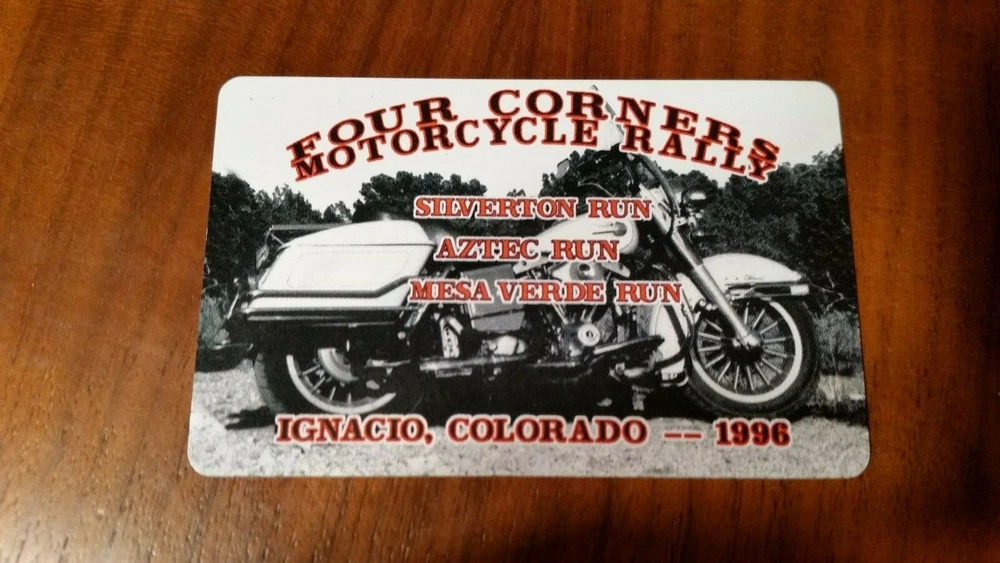 FOUR CORNERS
MOTORCYCLE RALLY
SILVERTON RUN
AZTEC RUN
MESA VERDE RUN
IGNACIO, COLORADO -- 1996